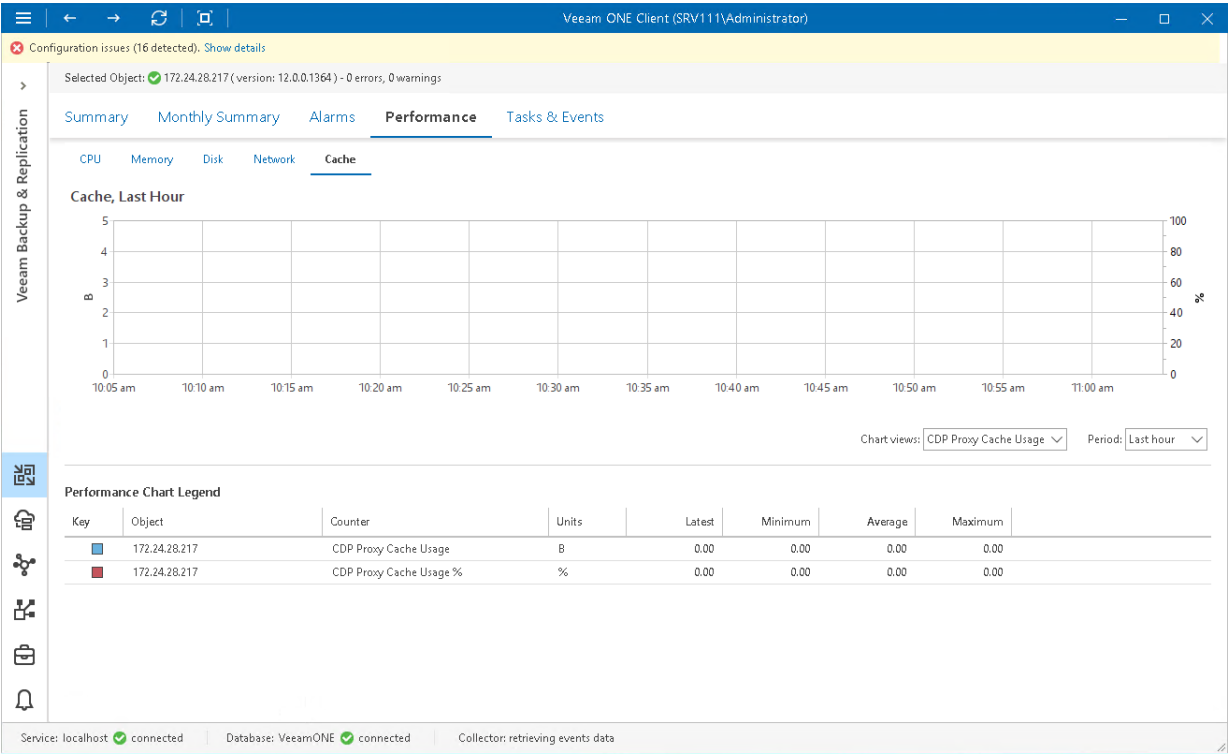 Veeam ONE Client (SRV111\Administrator)
Configuration issues (16 detected). Show details
Veeam Backup & Replication
Selected Object: 172.24.28.217 ( version: 12.0.0.1364 ) - 0 errors, 0 warnings
Summary Monthly Summary Alarms Performance Tasks & Events
CPU Memory Disk Network Cache
Cache, Last Hour
5 100
4 80
3 60
B %
2 40
1 20
0 0
10:05 am 10:10 am 10:15 am 10:20 am 10:25 am 10:30 am 10:35 am 10:40 am 10:45 am 10:50 am 10:55 am 11:00 am
Chart views: CDP Proxy Cache Usage Period: Last hour
Performance Chart Legend
Key Object Counter Units Latest Minimum Average Maximum
172.24.28.217 CDP Proxy Cache Usage B 0.00 0.00 0.00 0.00
172.24.28.217 CDP Proxy Cache Usage % % 0.00 0.00 0.00 0.00
Service: localhost connected Database: VeeamONE connected Collector: retrieving events data